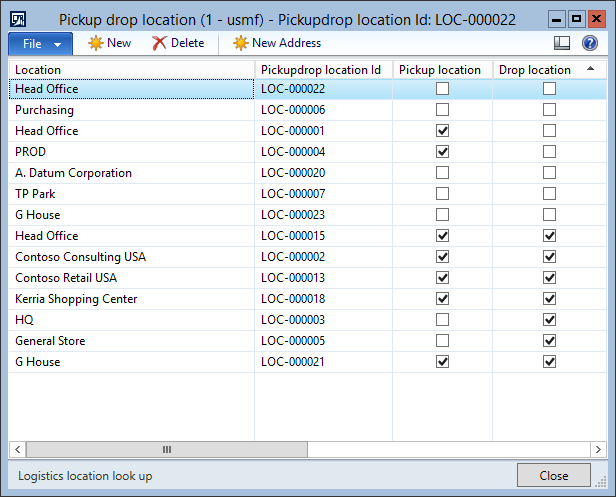 Pickup drop location (1 - usmf) - Pickupdrop location Id: LOC-000022
File New Delete New Address
Location Pickupdrop location Id Pickup location Drop location
Head Office LOC-000022
Purchasing LOC-000006
Head Office LOC-000001
PROD LOC-000004
A. Datum Corporation LOC-000020
TP Park LOC-000007
G House LOC-000023
Head Office LOC-000015
Contoso Consulting USA LOC-000002
Contoso Retail USA LOC-000013
Kerria Shopping Center LOC-000018
HQ LOC-000003
General Store LOC-000005
G House LOC-000021
Logistics location look up Close